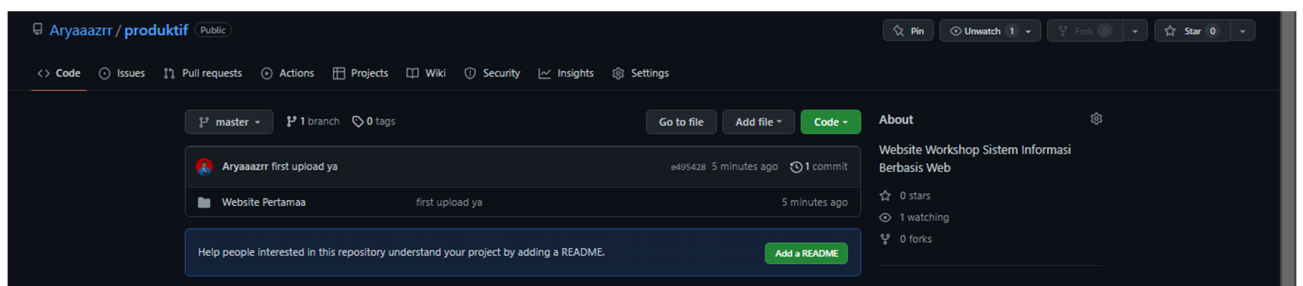 Aryaaazrr / produktif Public Pin Unwatch 1 Fork 0 Star 0
<> Code Issues Pull requests Actions Projects Wiki Security Insights Settings
master 1 branch 0 tags Go to file Add file Code
Aryaaazrr first upload ya e495428 5 minutes ago 1 commit
Website Pertamaa first upload ya 5 minutes ago
Help people interested in this repository understand your project by adding a README. Add a README
About
Website Workshop Sistem Informasi
Berbasis Web
0 stars
1 watching
0 forks